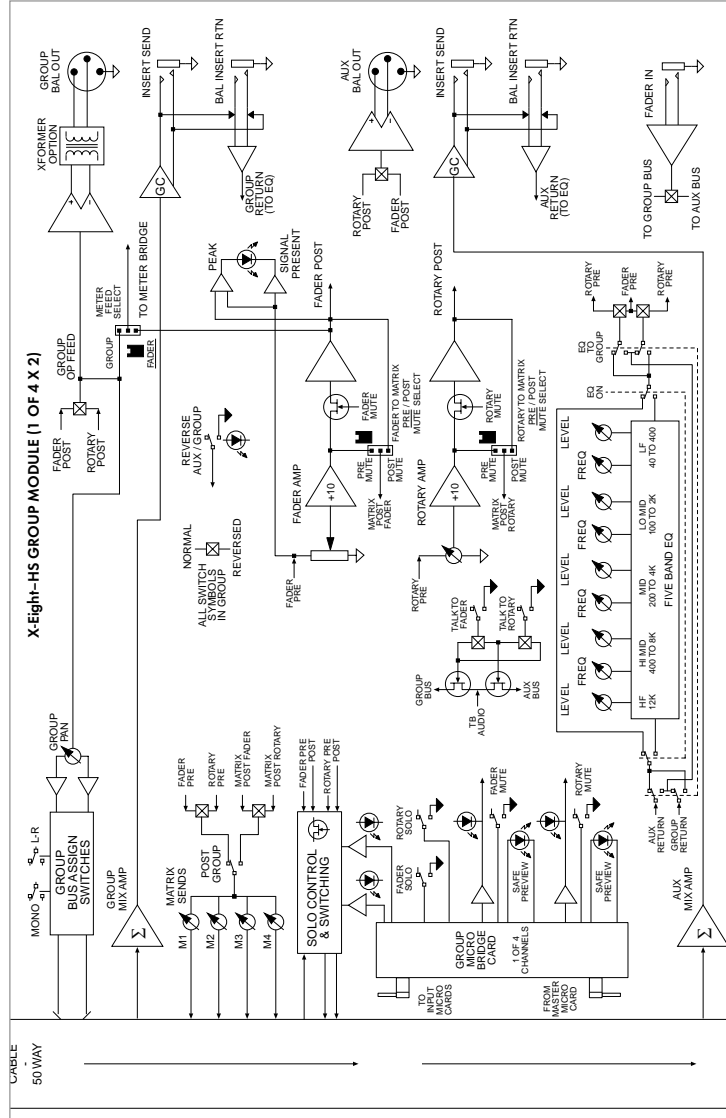 X-Eight–HS GROUP MODULE (1 OF 4 X 2)
CABLE
-
50 WAY
MONO
L-R
GROUP
BUS ASSIGN
SWITCHES
GROUP
PAN
GROUP
MIX AMP
Σ
MATRIX
SENDS
M1
M2
M3
M4
POST
GROUP
FADER
PRE
ROTARY
PRE
MATRIX
POST FADER
MATRIX
POST ROTARY
SOLO CONTROL
& SWITCHING
FADER PRE
POST
ROTARY PRE
POST
FADER
SOLO
ROTARY
SOLO
TO
INPUT
MICRO
CARDS
FROM
MASTER
MICRO
CARD
GROUP
MICRO
BRIDGE
CARD
1 OF 4
CHANNELS
FADER
MUTE
SAFE
PREVIEW
ROTARY
MUTE
SAFE
PREVIEW
AUX
MIX AMP
Σ
FADER
POST
ROTARY
POST
GROUP
OP FEED
GROUP
FADER
METER
FEED
SELECT
TO METER BRIDGE
XFORMER
OPTION
+
–
GROUP
BAL OUT
GC
INSERT SEND
BAL INSERT RTN
GROUP
RETURN
(TO EQ)
NORMAL
ALL SWITCH
SYMBOLS
IN GROUP
REVERSED
REVERSE
AUX / GROUP
PEAK
SIGNAL
PRESENT
FADER
PRE
FADER AMP
+10
PRE
MUTE
POST
MUTE
MATRIX
POST
FADER
FADER
MUTE
FADER TO MATRIX
PRE / POST
MUTE SELECT
FADER POST
ROTARY
PRE
ROTARY AMP
+10
PRE
MUTE
POST
MUTE
MATRIX
POST
ROTARY
ROTARY
MUTE
ROTARY TO MATRIX
PRE / POST
MUTE SELECT
ROTARY POST
ROTARY
POST
FADER
POST
+
–
AUX
BAL OUT
GC
INSERT SEND
BAL INSERT RTN
AUX
RETURN
(TO EQ)
GROUP
BUS
TB
AUDIO
AUX
BUS
TALK TO
FADER
TALK TO
ROTARY
AUX
RETURN
GROUP
RETURN
LEVEL
FREQ
LEVEL
FREQ
LEVEL
FREQ
LEVEL
FREQ
LEVEL
HF
12K
HI MID
400 TO 8K
MID
200 TO 4K
LO MID
100 TO 2K
LF
40 TO 400
FIVE BAND EQ
EQ
ON
EQ
TO
GROUP
ROTARY
PRE
FADER
PRE
ROTARY
PRE
TO GROUP BUS
TO AUX BUS
FADER IN